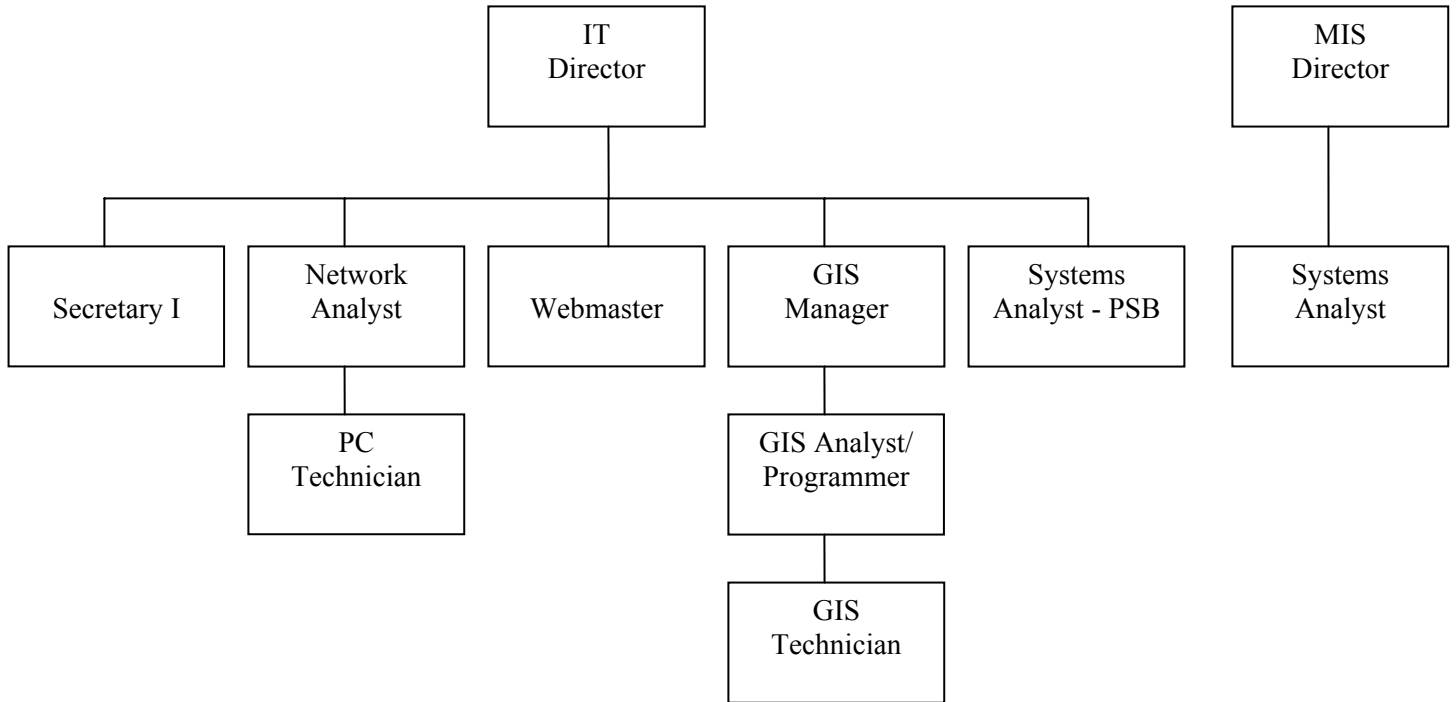 IT
Director
MIS
Director
Secretary I
Network
Analyst
Webmaster
GIS
Manager
Systems
Analyst - PSB
Systems
Analyst
PC
Technician
GIS Analyst/
Programmer
GIS
Technician